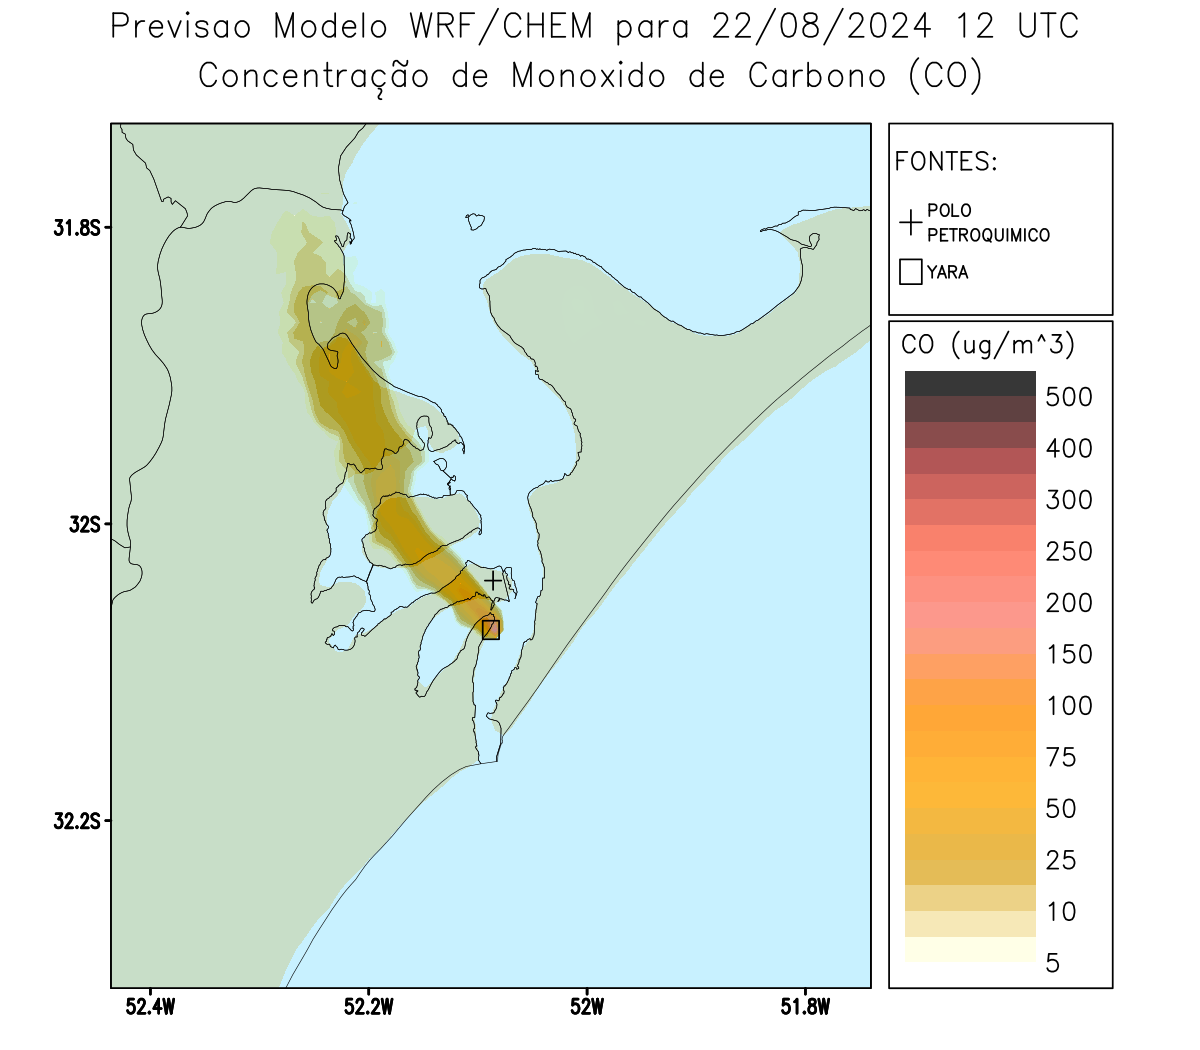 Previsao Modelo WRF/CHEM para 22/08/2024 12 UTC
Concentração de Monoxido de Carbono (CO)
FONTES:
POLO
PETROQUIMICO
YARA
CO (ug/m^3)
500
400
300
250
200
150
100
75
50
25
10
5
31.8S
32S
32.2S
52.4W
52.2W
52W
51.8W